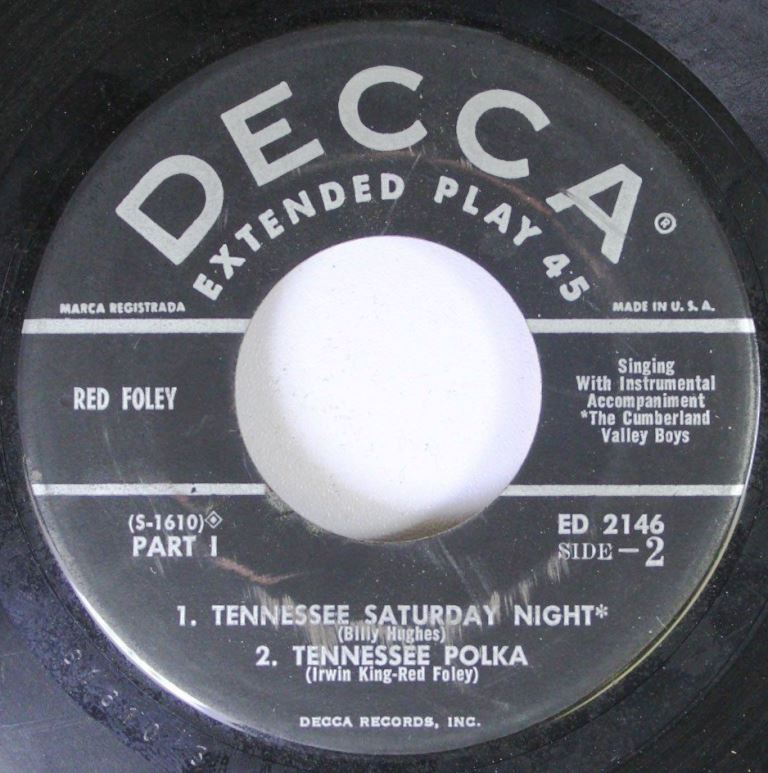 DECCA ®
EXTENDED PLAY 45
MARCA REGISTRADA
MADE IN U. S. A.
RED FOLEY
Singing
With Instrumental
Accompaniment
*The Cumberland
Valley Boys
(S-1610)
PART I
ED 2146
SIDE — 2
1. TENNESSEE SATURDAY NIGHT*
(Billy Hughes)
2. TENNESSEE POLKA
(Irwin King-Red Foley)
DECCA RECORDS, INC.